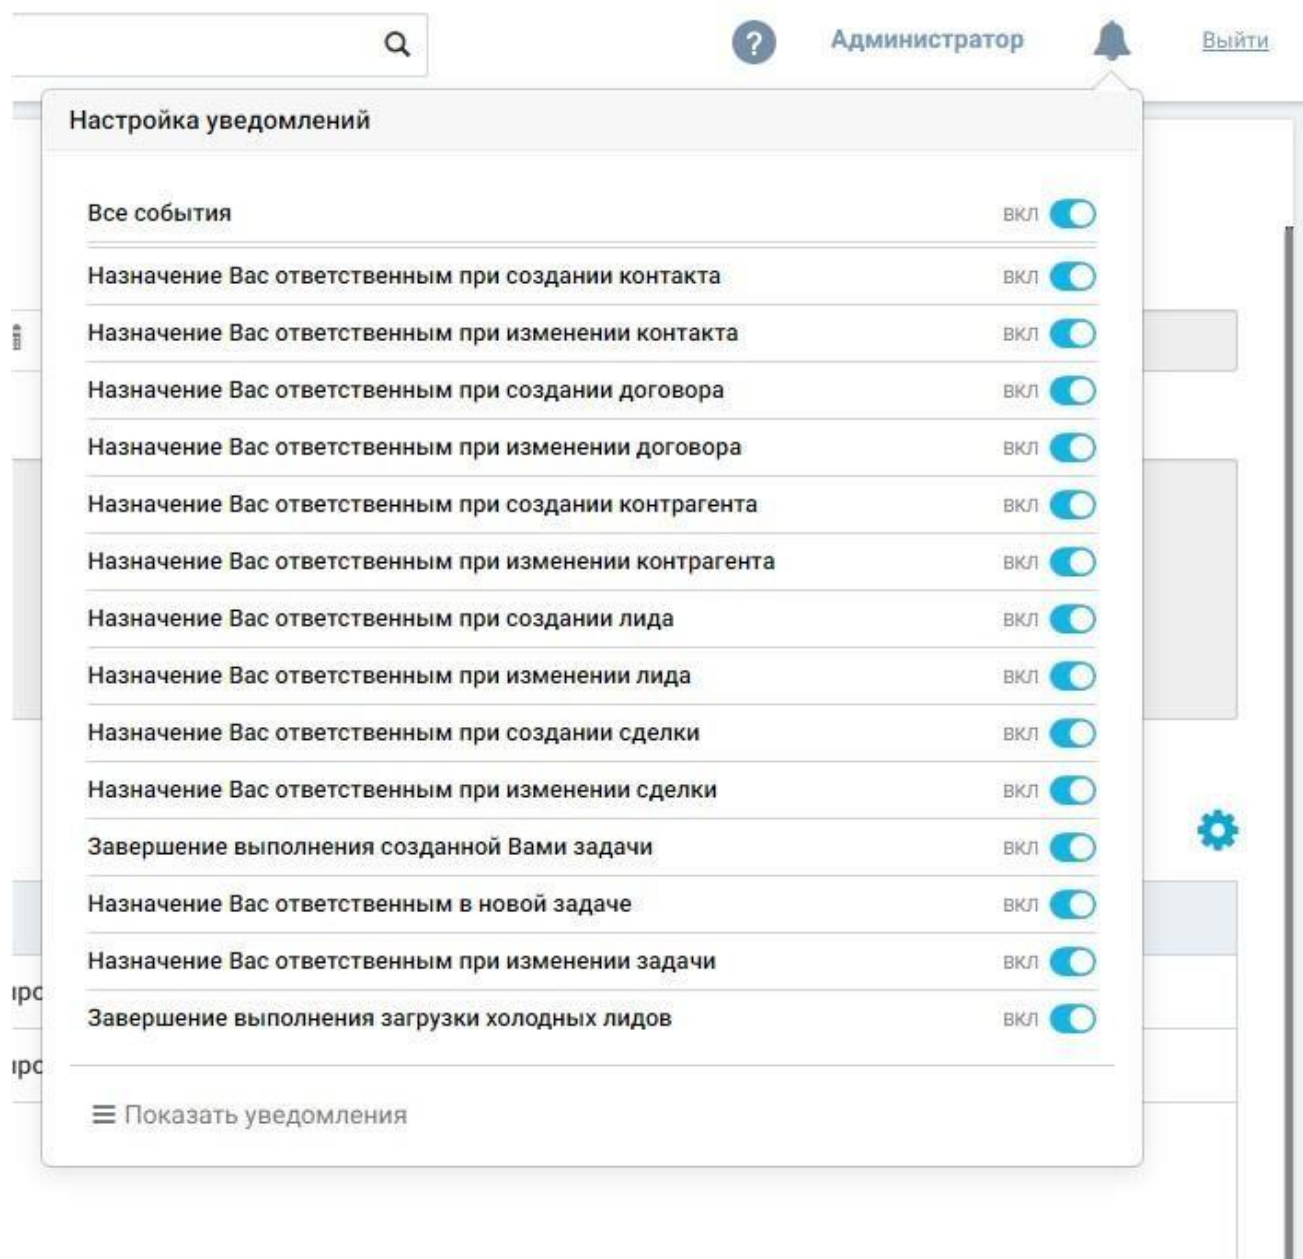 ? Администратор Выйти
Настройка уведомлений
Все события ВКЛ
Назначение Вас ответственным при создании контакта ВКЛ
Назначение Вас ответственным при изменении контакта ВКЛ
Назначение Вас ответственным при создании договора ВКЛ
Назначение Вас ответственным при изменении договора ВКЛ
Назначение Вас ответственным при создании контрагента ВКЛ
Назначение Вас ответственным при изменении контрагента ВКЛ
Назначение Вас ответственным при создании лида ВКЛ
Назначение Вас ответственным при изменении лида ВКЛ
Назначение Вас ответственным при создании сделки ВКЛ
Назначение Вас ответственным при изменении сделки ВКЛ
Завершение выполнения созданной Вами задачи ВКЛ
Назначение Вас ответственным в новой задаче ВКЛ
Назначение Вас ответственным при изменении задачи ВКЛ
Завершение выполнения загрузки холодных лидов ВКЛ
Показать уведомления